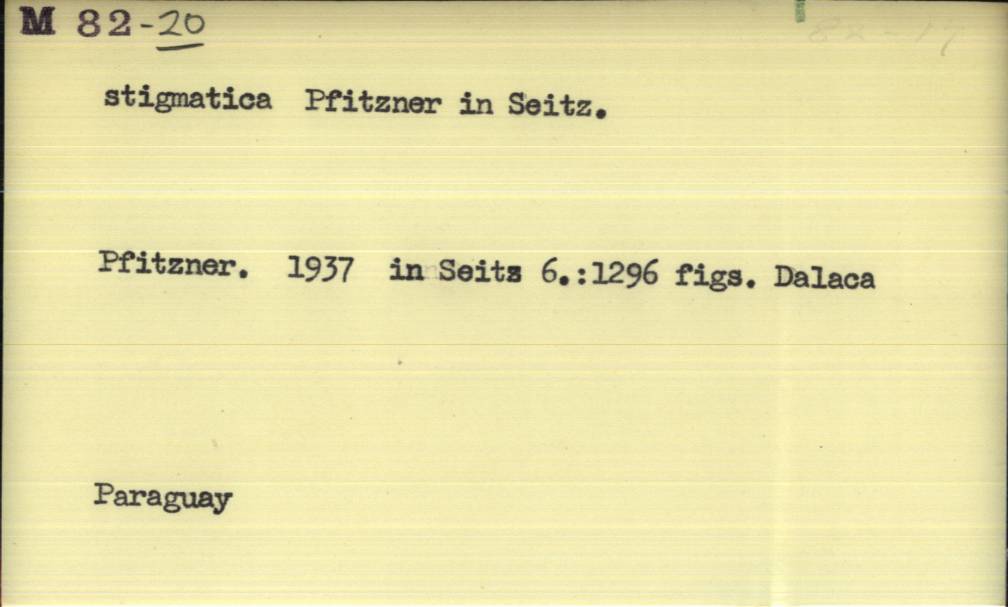 M 82-20
stigmatica Pfitzner in Seitz.
Pfitzner. 1937 in Seitz 6.:1296 figs. Dalaca
Paraguay